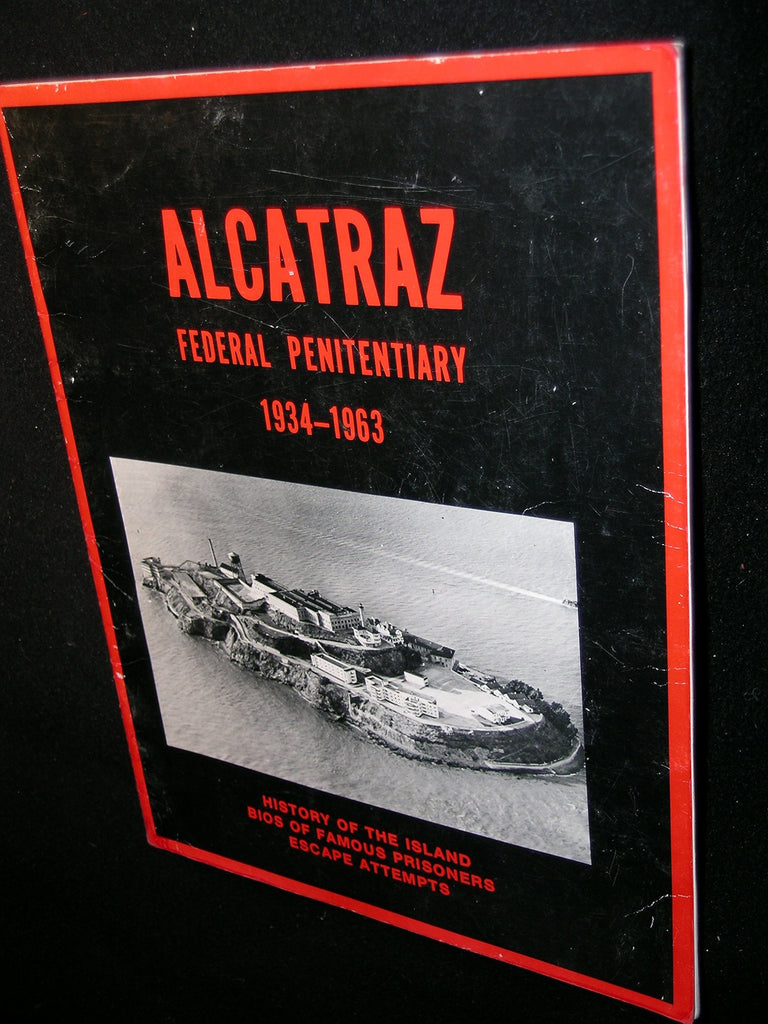 ALCATRAZ
FEDERAL PENITENTIARY
1934–1963
HISTORY OF THE ISLAND
BIOS OF FAMOUS PRISONERS
ESCAPE ATTEMPTS